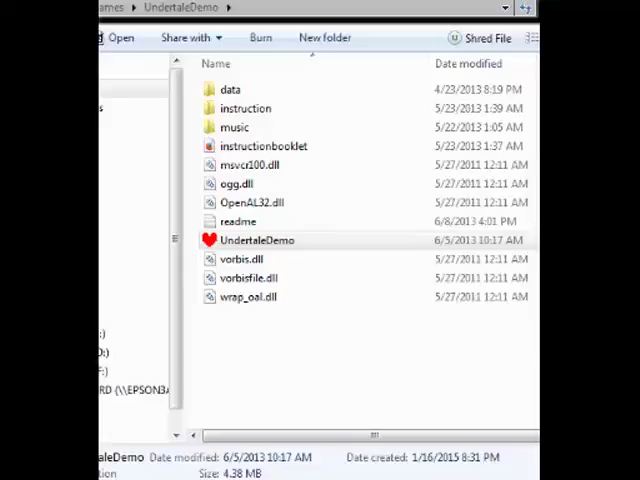 ames ▸ UndertaleDemo ▸
Open Share with Burn New folder Shred File
Name Date modified
data 4/23/2013 8:19 PM
instruction 5/23/2013 1:39 AM
music 5/22/2013 1:05 AM
instructionbooklet 5/23/2013 1:37 AM
msvcr100.dll 5/27/2011 12:11 AM
ogg.dll 5/27/2011 12:11 AM
OpenAL32.dll 5/27/2011 12:11 AM
readme 6/8/2013 4:01 PM
UndertaleDemo 6/5/2013 10:17 AM
vorbis.dll 5/27/2011 12:11 AM
vorbisfile.dll 5/27/2011 12:11 AM
wrap_oal.dll 5/27/2011 12:11 AM
s
:)
D:)
F:)
RD (\\EPSON3A
aleDemo Date modified: 6/5/2013 10:17 AM Date created: 1/16/2015 8:31 PM
tion Size: 4.38 MB